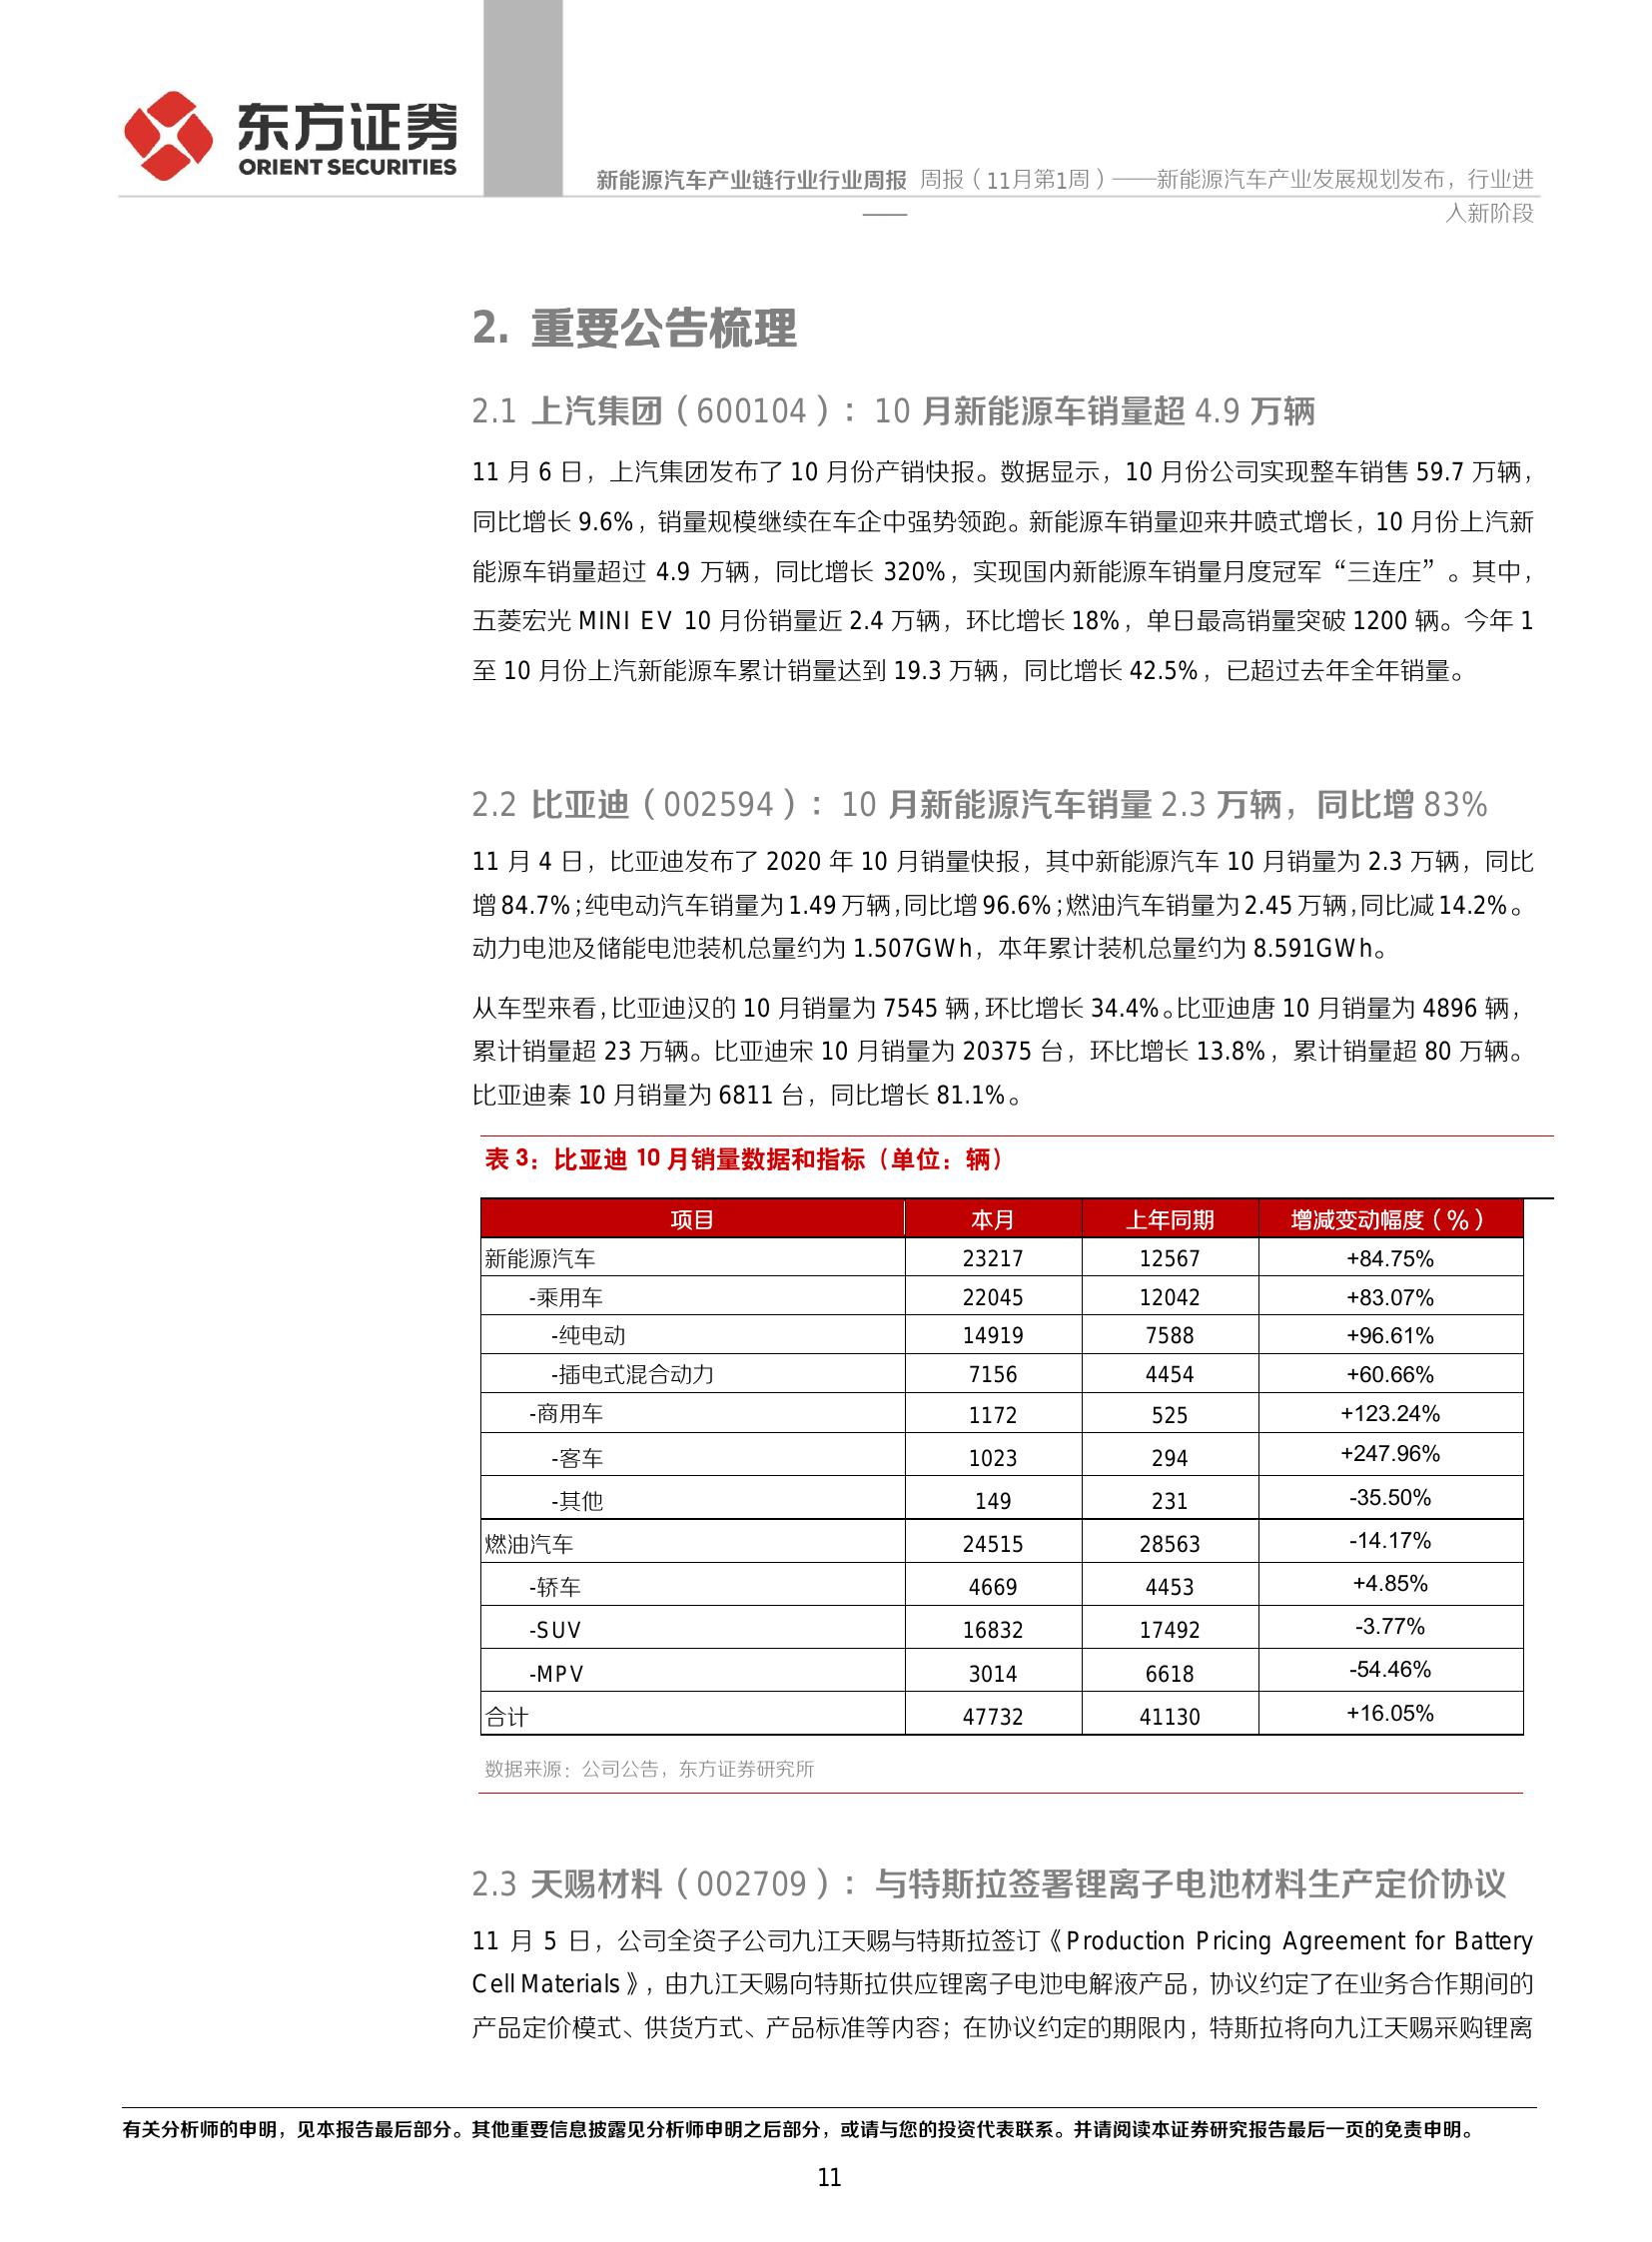 东方证券
ORIENT SECURITIES
新能源汽车产业链行业行业周报 周报（11月第1周）——新能源汽车产业发展规划发布，行业进
——
入新阶段
2. 重要公告梳理
2.1 上汽集团（600104）：10 月新能源车销量超 4.9 万辆
11 月 6 日，上汽集团发布了 10 月份产销快报。数据显示，10 月份公司实现整车销售 59.7 万辆，
同比增长 9.6%，销量规模继续在车企中强势领跑。新能源车销量迎来井喷式增长，10 月份上汽新
能源车销量超过 4.9 万辆，同比增长 320%，实现国内新能源车销量月度冠军“三连庄”。其中，
五菱宏光 MINI EV 10 月份销量近 2.4 万辆，环比增长 18%，单日最高销量突破 1200 辆。今年 1
至 10 月份上汽新能源车累计销量达到 19.3 万辆，同比增长 42.5%，已超过去年全年销量。
2.2 比亚迪（002594）：10 月新能源汽车销量 2.3 万辆，同比增 83%
11 月 4 日，比亚迪发布了 2020 年 10 月销量快报，其中新能源汽车 10 月销量为 2.3 万辆，同比
增 84.7%；纯电动汽车销量为 1.49 万辆，同比增 96.6%；燃油汽车销量为 2.45 万辆，同比减 14.2%。
动力电池及储能电池装机总量约为 1.507GWh，本年累计装机总量约为 8.591GWh。
从车型来看，比亚迪汉的 10 月销量为 7545 辆，环比增长 34.4%。比亚迪唐 10 月销量为 4896 辆，
累计销量超 23 万辆。比亚迪宋 10 月销量为 20375 台，环比增长 13.8%，累计销量超 80 万辆。
比亚迪秦 10 月销量为 6811 台，同比增长 81.1%。
表 3：比亚迪 10 月销量数据和指标（单位：辆）
项目 本月 上年同期 增减变动幅度（%）
新能源汽车 23217 12567 +84.75%
-乘用车 22045 12042 +83.07%
-纯电动 14919 7588 +96.61%
-插电式混合动力 7156 4454 +60.66%
-商用车 1172 525 +123.24%
-客车 1023 294 +247.96%
-其他 149 231 -35.50%
燃油汽车 24515 28563 -14.17%
-轿车 4669 4453 +4.85%
-SUV 16832 17492 -3.77%
-MPV 3014 6618 -54.46%
合计 47732 41130 +16.05%
数据来源：公司公告，东方证券研究所
2.3 天赐材料（002709）：与特斯拉签署锂离子电池材料生产定价协议
11 月 5 日，公司全资子公司九江天赐与特斯拉签订《Production Pricing Agreement for Battery
Cell Materials》，由九江天赐向特斯拉供应锂离子电池电解液产品，协议约定了在业务合作期间的
产品定价模式、供货方式、产品标准等内容；在协议约定的期限内，特斯拉将向九江天赐采购锂离
有关分析师的申明，见本报告最后部分。其他重要信息披露见分析师申明之后部分，或请与您的投资代表联系。并请阅读本证券研究报告最后一页的免责申明。
11